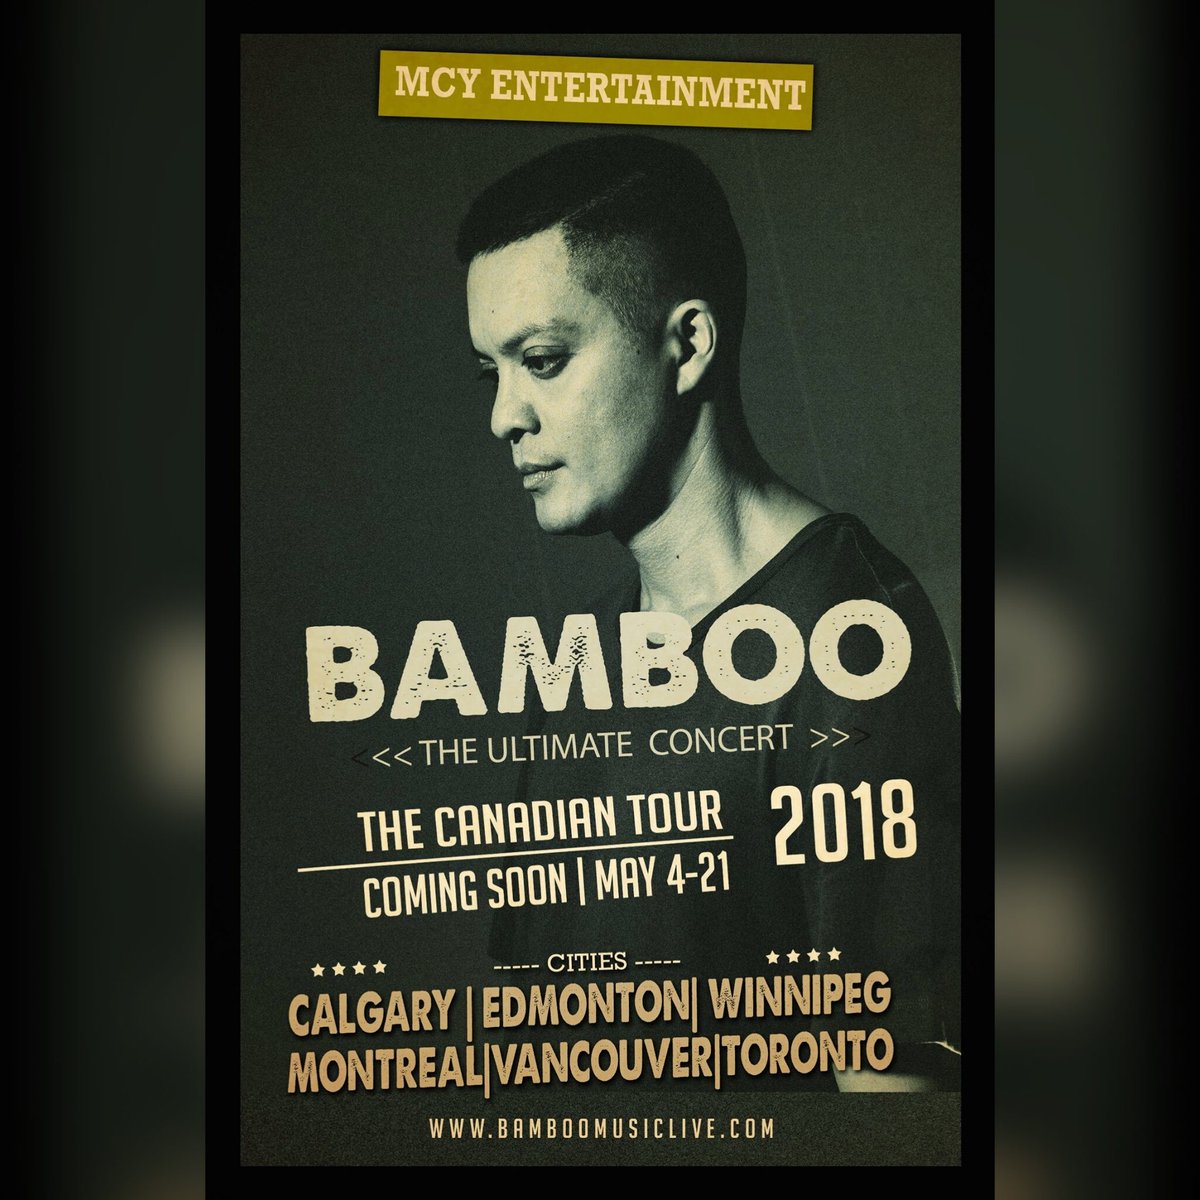 MCY ENTERTAINMENT
BAMBOO
<<< THE ULTIMATE CONCERT >>>
THE CANADIAN TOUR
2018
COMING SOON | MAY 4-21
----- CITIES -----
CALGARY | EDMONTON | WINNIPEG
MONTREAL | VANCOUVER | TORONTO
WWW.BAMBOOMUSICLIVE.COM